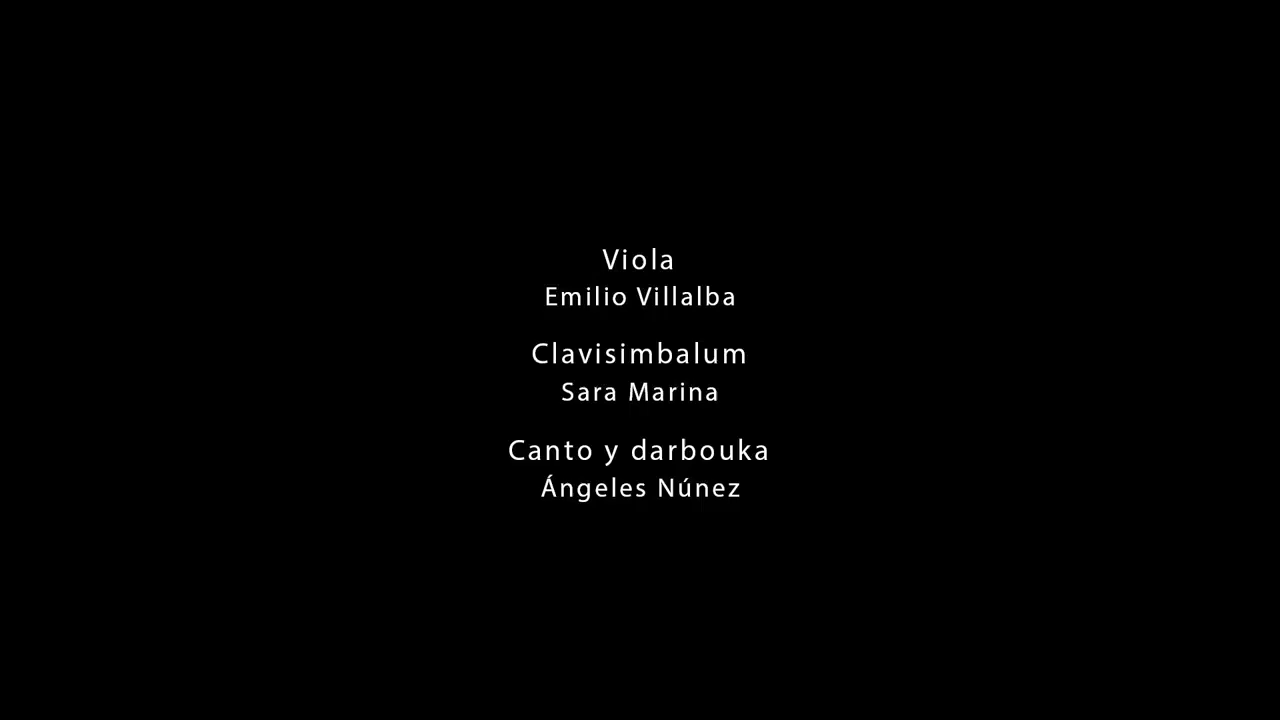 Viola
Emilio Villalba
Clavisimbalum
Sara Marina
Canto y darbouka
Ángeles Núnez